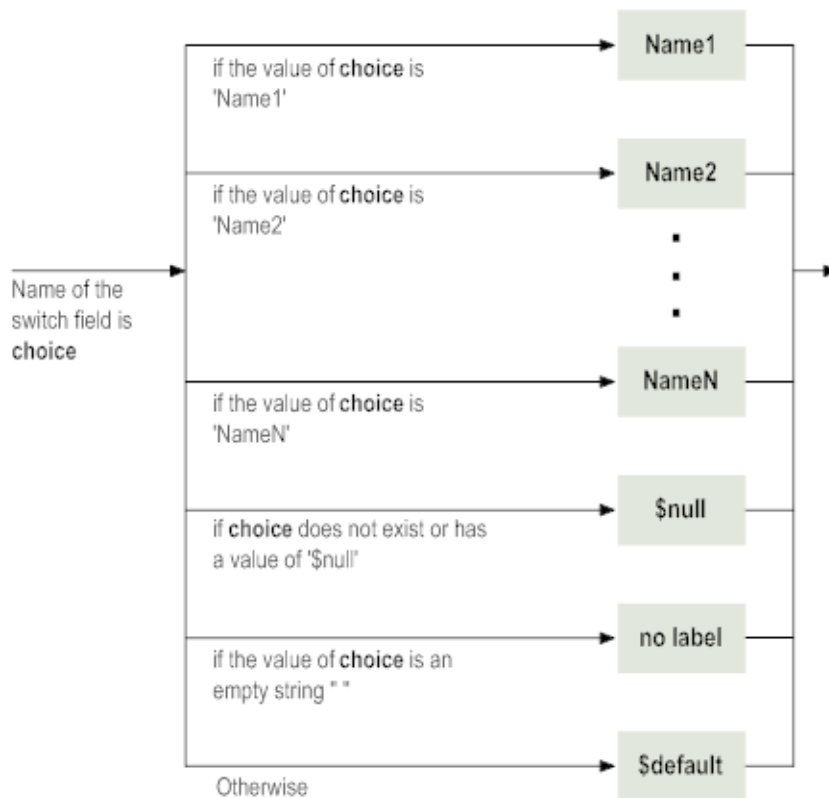 Name1
if the value of choice is
'Name1'
Name2
if the value of choice is
'Name2'
Name of the
switch field is
choice
NameN
if the value of choice is
'NameN'
$null
if choice does not exist or has
a value of '$null'
no label
if the value of choice is an
empty string " "
$default
Otherwise